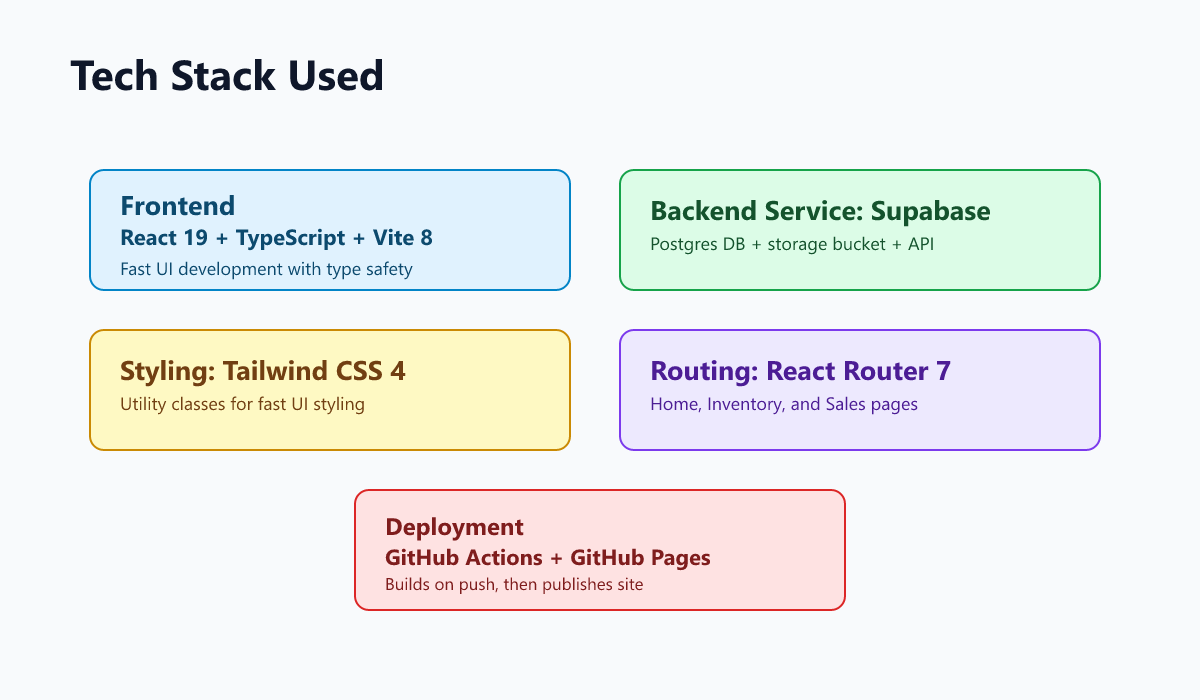 Tech Stack Used
Frontend
React 19 + TypeScript + Vite 8
Fast UI development with type safety
Backend Service: Supabase
Postgres DB + storage bucket + API
Styling: Tailwind CSS 4
Utility classes for fast UI styling
Routing: React Router 7
Home, Inventory, and Sales pages
Deployment
GitHub Actions + GitHub Pages
Builds on push, then publishes site